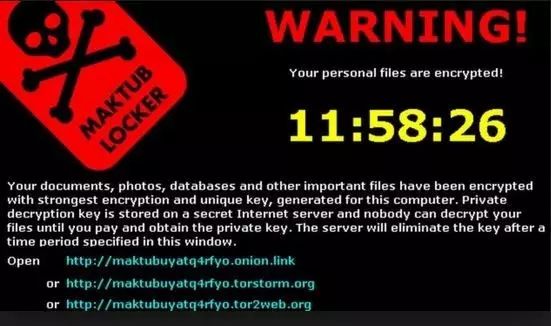 WARNING!
MAKTUB
LOCKER
Your personal files are encrypted!
11:58:26
Your documents, photos, databases and other important files have been encrypted
with strongest encryption and unique key, generated for this computer. Private
decryption key is stored on a secret Internet server and nobody can decrypt your
files until you pay and obtain the private key. The server will eliminate the key after a
time period specified in this window.
Open http://maktubuyatq4rfyo.onion.link
or http://maktubuyatq4rfyo.torstorm.org
or http://maktubuyatq4rfyo.tor2web.org